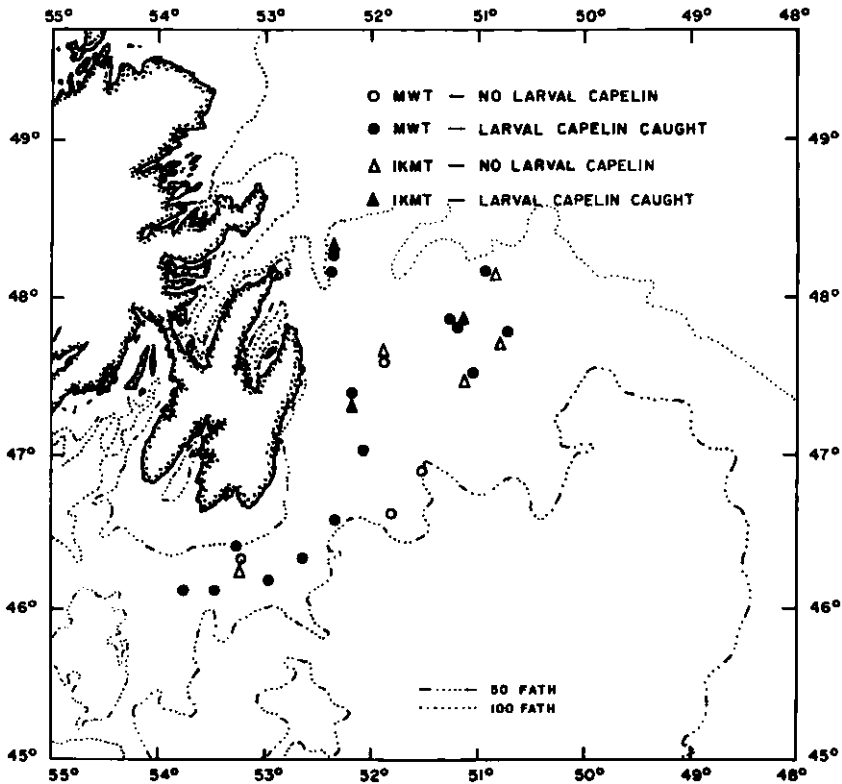 55° 54° 53° 52° 51° 50° 49° 48°
O MWT — NO LARVAL CAPELIN
● MWT — LARVAL CAPELIN CAUGHT
△ IKMT — NO LARVAL CAPELIN
▲ IKMT — LARVAL CAPELIN CAUGHT
49° 49°
48° 48°
47° 47°
46° 46°
50 FATH
100 FATH
45° 45°
55° 54° 53° 52° 51° 50° 49° 48°